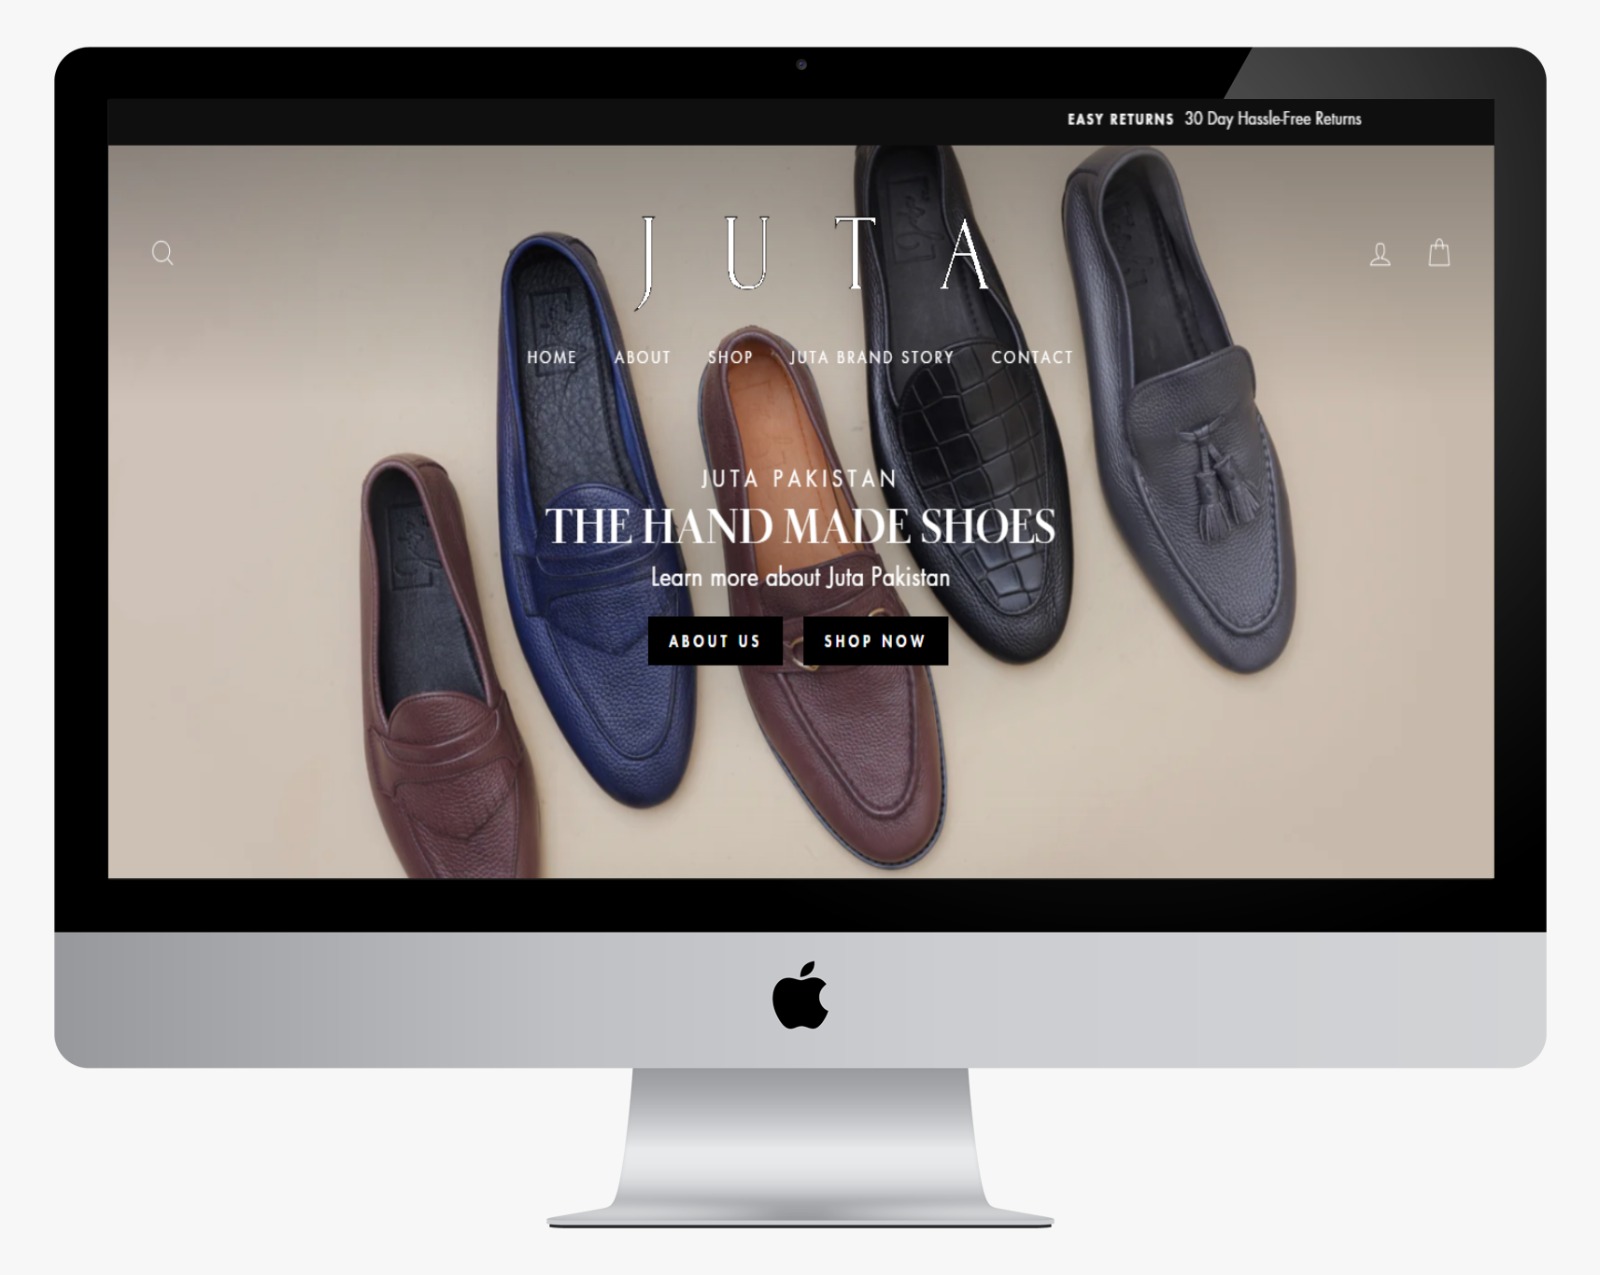 EASY RETURNS 30 Day Hassle-Free Returns
JUTA
HOME ABOUT SHOP JUTA BRAND STORY CONTACT
JUTA PAKISTAN
THE HAND MADE SHOES
Learn more about Juta Pakistan
ABOUT US SHOP NOW